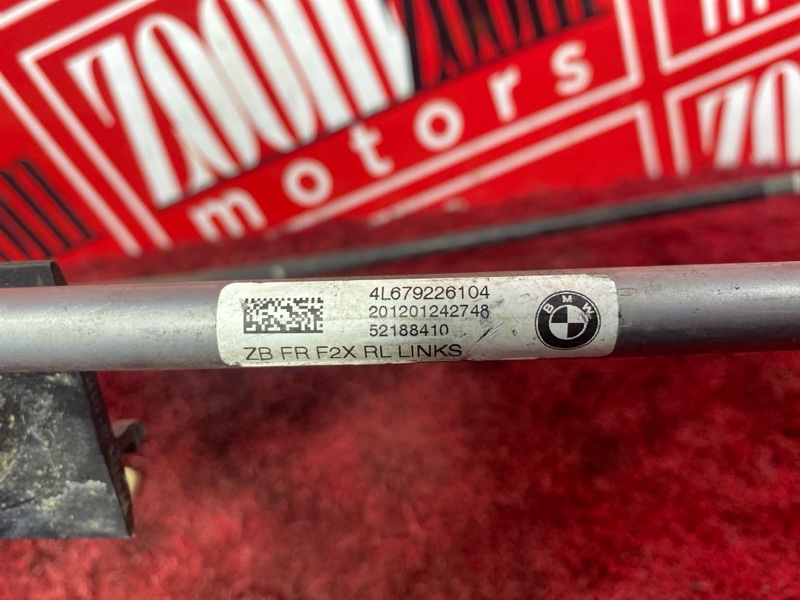 ZOOM
motors
4L679226104
201201242748
52188410
ZB FR F2X RL LINKS
BMW